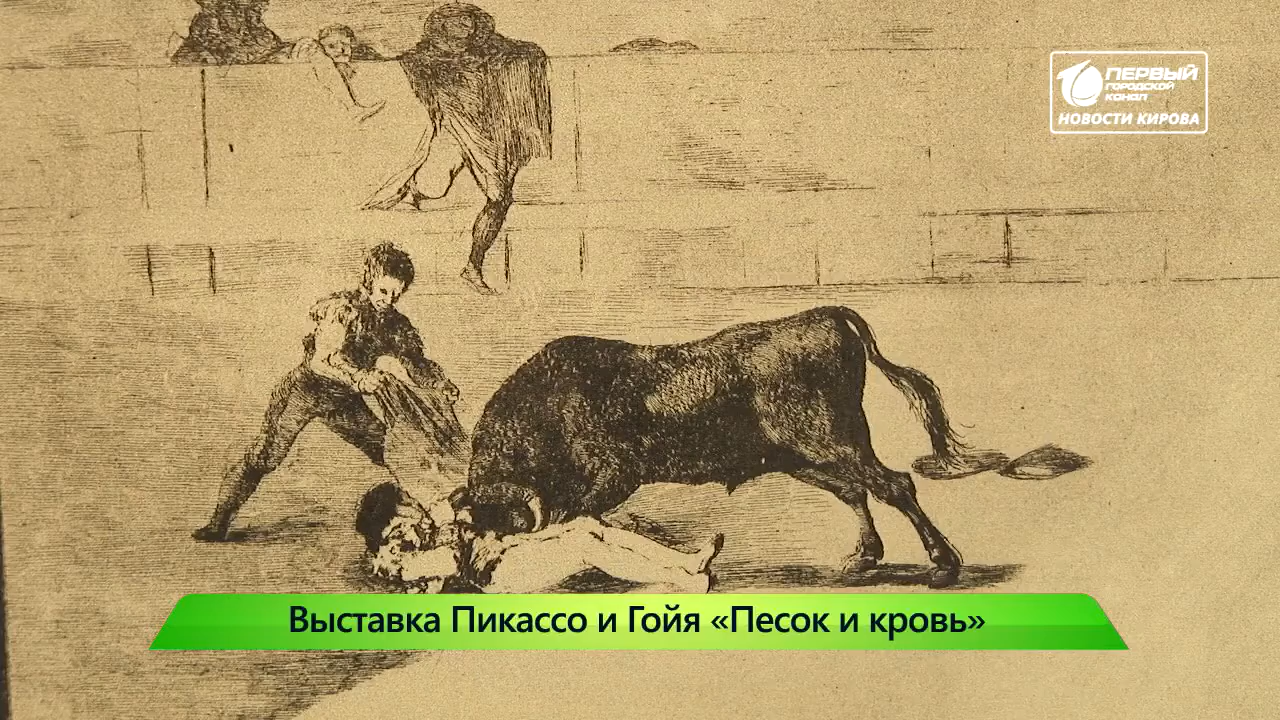 ПЕРВЫЙ
ГОРОДСКОЙ
КАНАЛ
НОВОСТИ КИРОВА
Выставка Пикассо и Гойя «Песок и кровь»